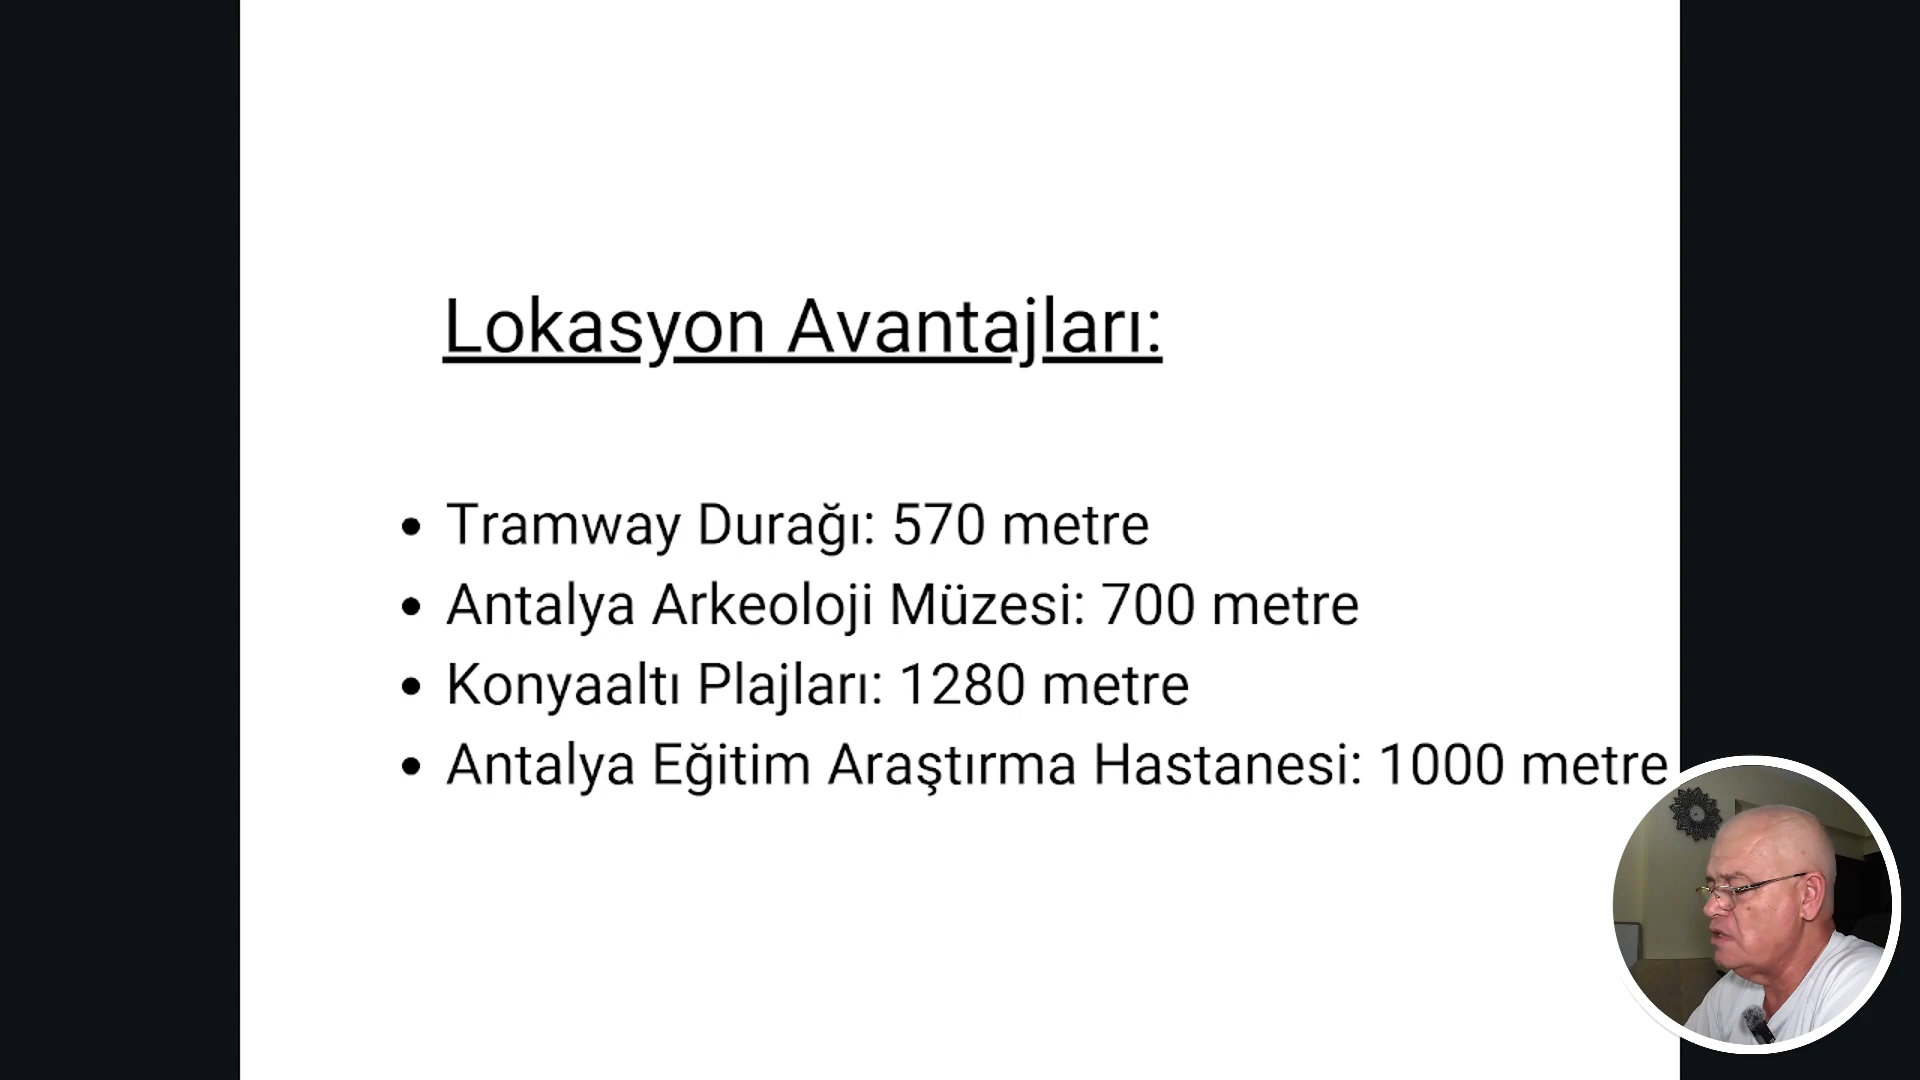 Lokasyon Avantajları:
• Tramway Durağı: 570 metre
• Antalya Arkeoloji Müzesi: 700 metre
• Konyaaltı Plajları: 1280 metre
• Antalya Eğitim Araştırma Hastanesi: 1000 metre